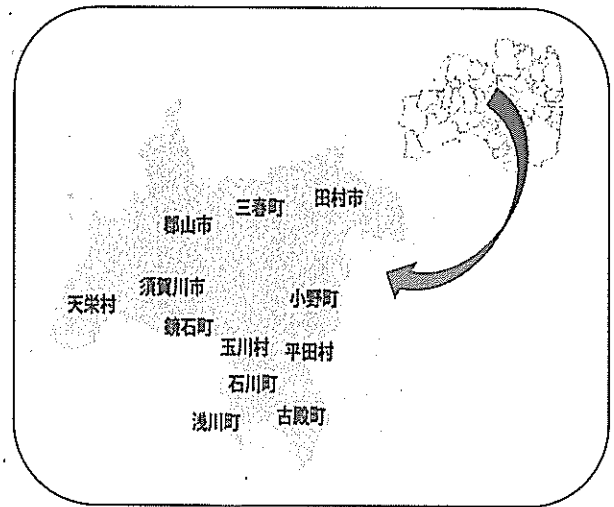 田村市
三春町
郡山市
須賀川市
小野町
天栄村
鏡石町
玉川村
平田村
石川町
古殿町
浅川町